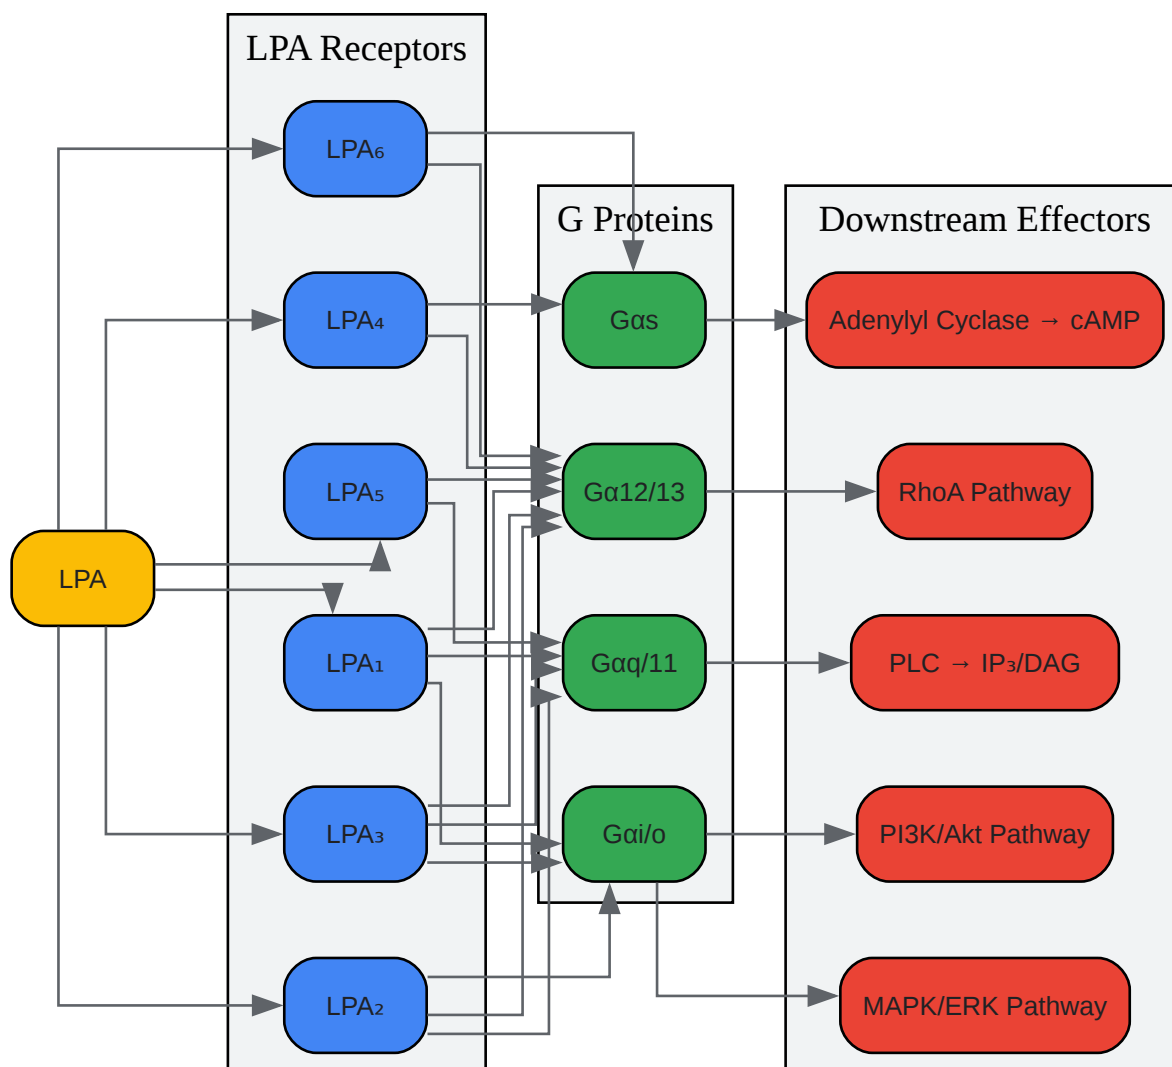 LPA Receptors
LPA₆
G Proteins
Downstream Effectors
LPA₄
Gαs
Adenylyl Cyclase → cAMP
LPA₅
Gα12/13
RhoA Pathway
LPA
LPA₁
Gαq/11
PLC → IP₃/DAG
LPA₃
Gαi/o
PI3K/Akt Pathway
LPA₂
MAPK/ERK Pathway